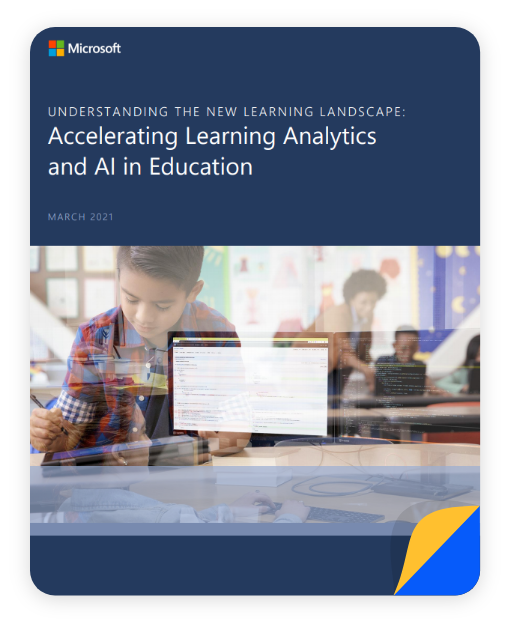 Microsoft
UNDERSTANDING THE NEW LEARNING LANDSCAPE:
Accelerating Learning Analytics
and AI in Education
MARCH 2021